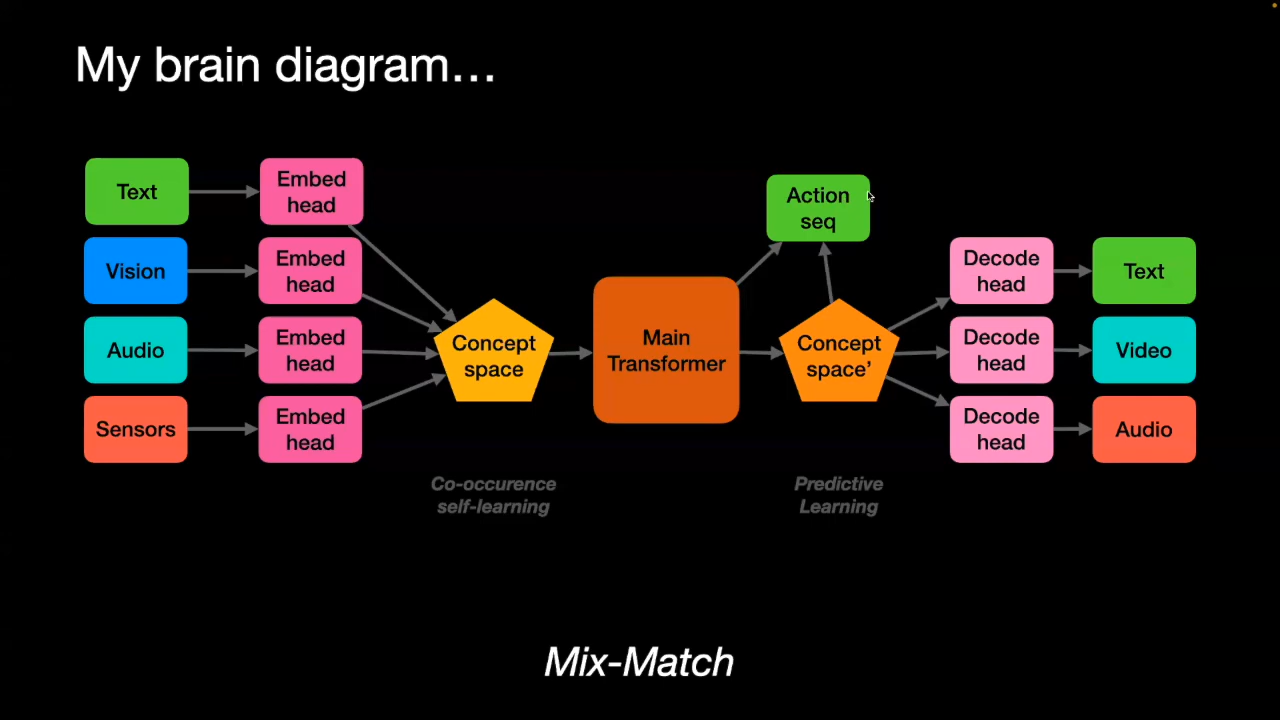 My brain diagram…
Text
Embed
head
Vision
Embed
head
Audio
Embed
head
Sensors
Embed
head
Concept
space
Main
Transformer
Action
seq
Concept
space’
Decode
head
Text
Decode
head
Video
Decode
head
Audio
Co-occurence
self-learning
Predictive
Learning
Mix-Match